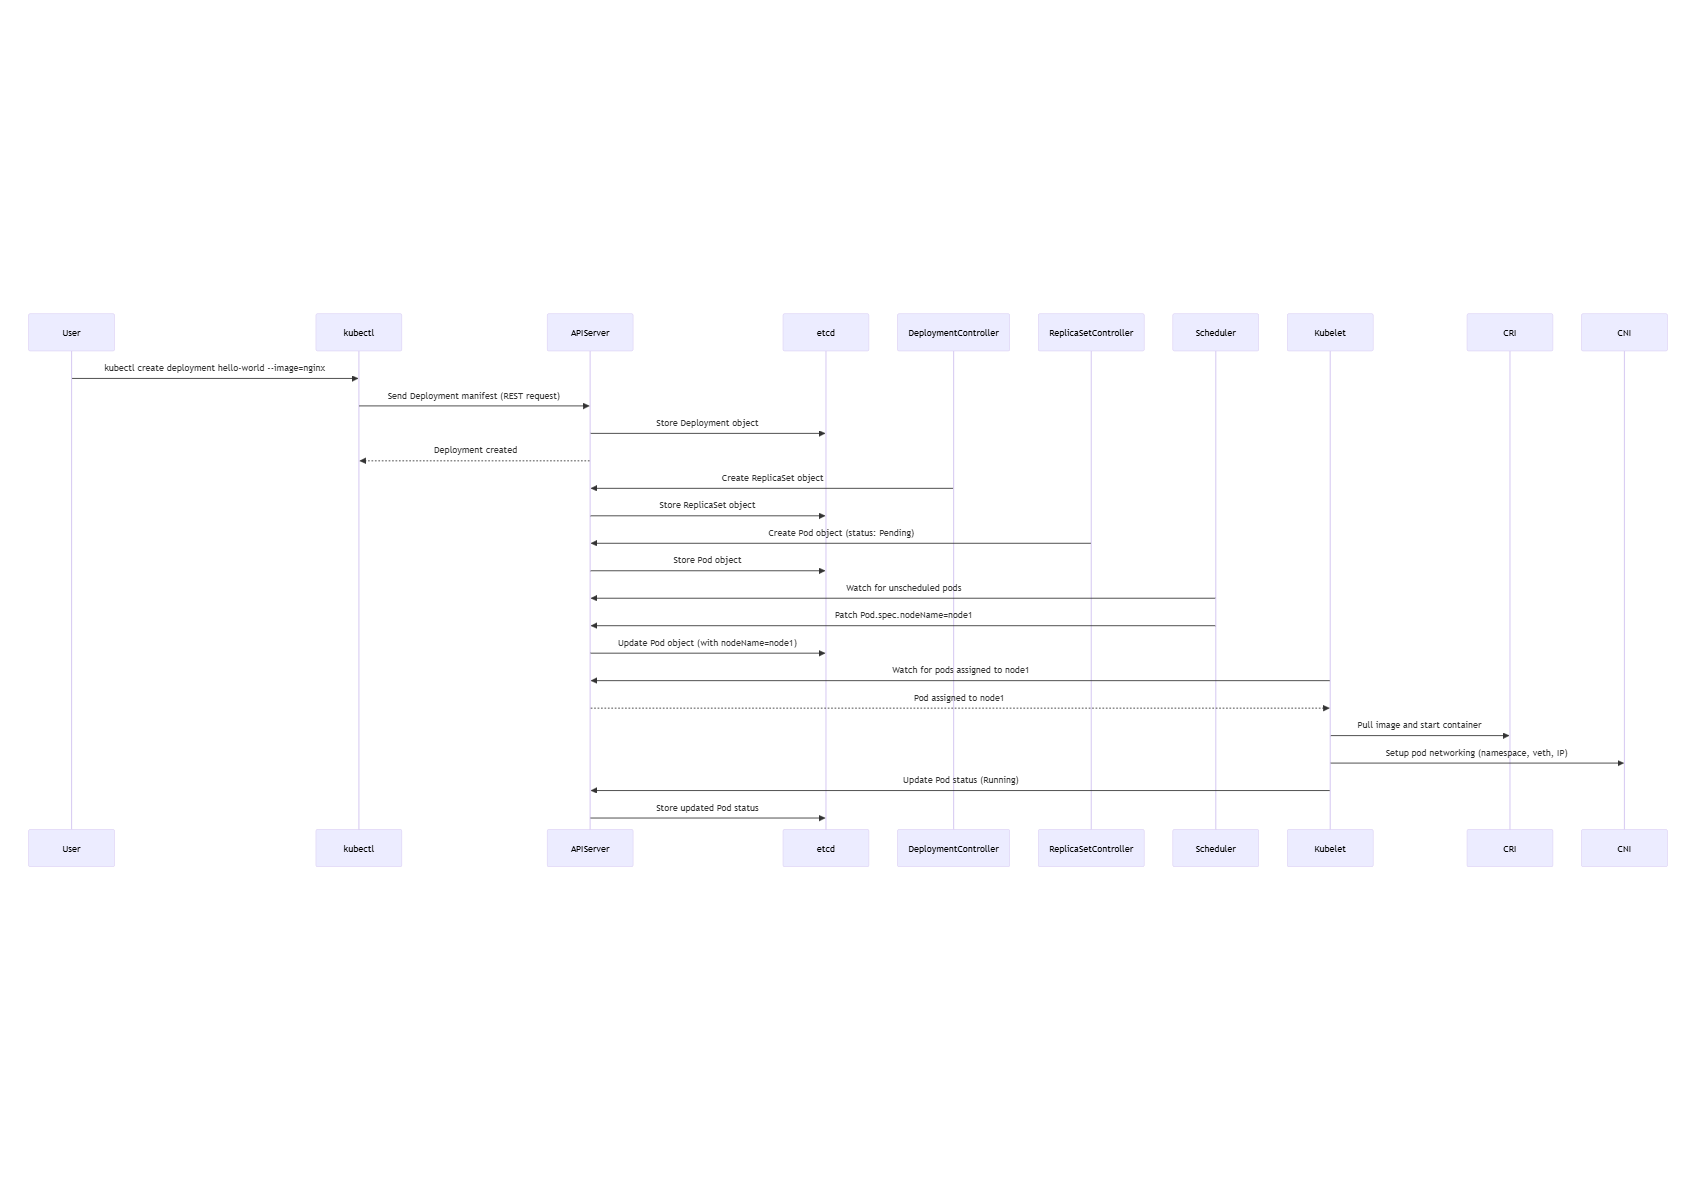 User
kubectl
APIServer
etcd
DeploymentController
ReplicaSetController
Scheduler
Kubelet
CRI
CNI
kubectl create deployment hello-world --image=nginx
Send Deployment manifest (REST request)
Store Deployment object
Deployment created
Create ReplicaSet object
Store ReplicaSet object
Create Pod object (status: Pending)
Store Pod object
Watch for unscheduled pods
Patch Pod.spec.nodeName=node1
Update Pod object (with nodeName=node1)
Watch for pods assigned to node1
Pod assigned to node1
Pull image and start container
Setup pod networking (namespace, veth, IP)
Update Pod status (Running)
Store updated Pod status
User
kubectl
APIServer
etcd
DeploymentController
ReplicaSetController
Scheduler
Kubelet
CRI
CNI